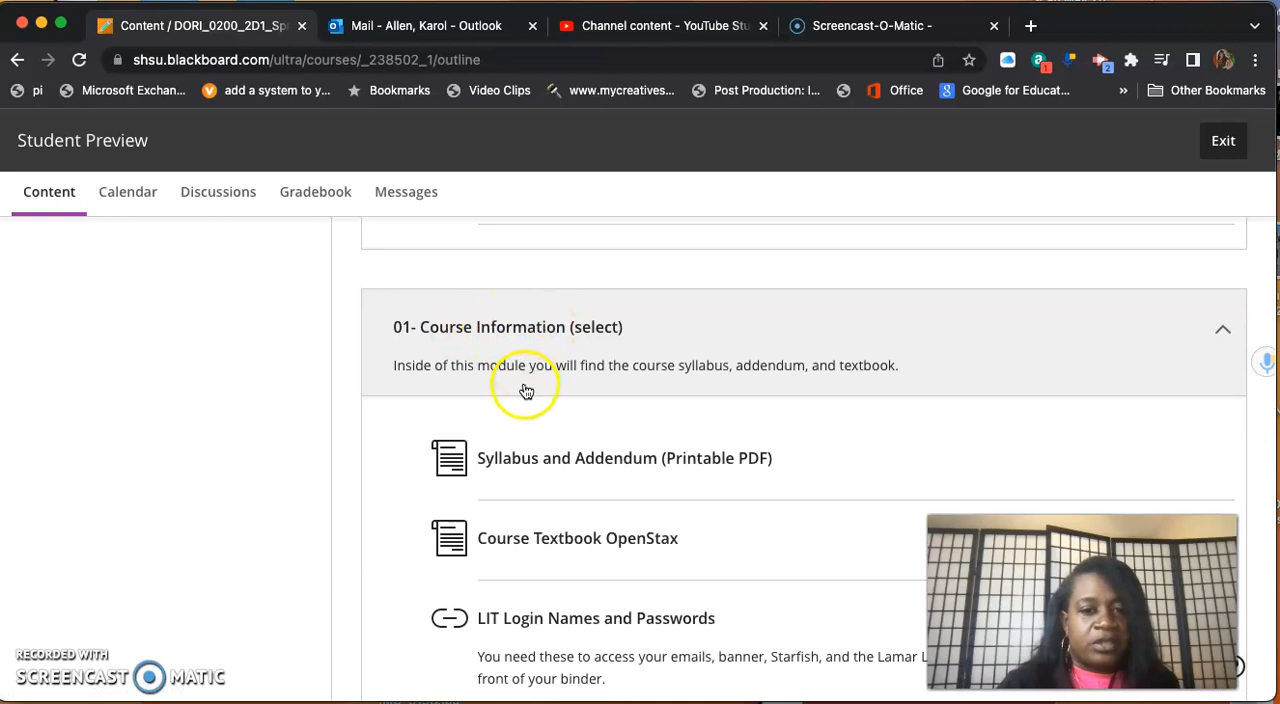 Content / DORI_0200_2D1_Sp
Mail - Allen, Karol - Outlook
Channel content - YouTube Stu
Screencast-O-Matic -
shsu.blackboard.com/ultra/courses/_238502_1/outline
1
2
pi
Microsoft Exchan...
add a system to y...
Bookmarks
Video Clips
www.mycreatives...
Post Production: I...
Office
Google for Educat...
»
Other Bookmarks
Student Preview
Exit
Content
Calendar
Discussions
Gradebook
Messages
01- Course Information (select)
Inside of this module you will find the course syllabus, addendum, and textbook.
Syllabus and Addendum (Printable PDF)
Course Textbook OpenStax
LIT Login Names and Passwords
You need these to access your emails, banner, Starfish, and the Lamar L
front of your binder.
RECORDED WITH
SCREENCAST MATIC